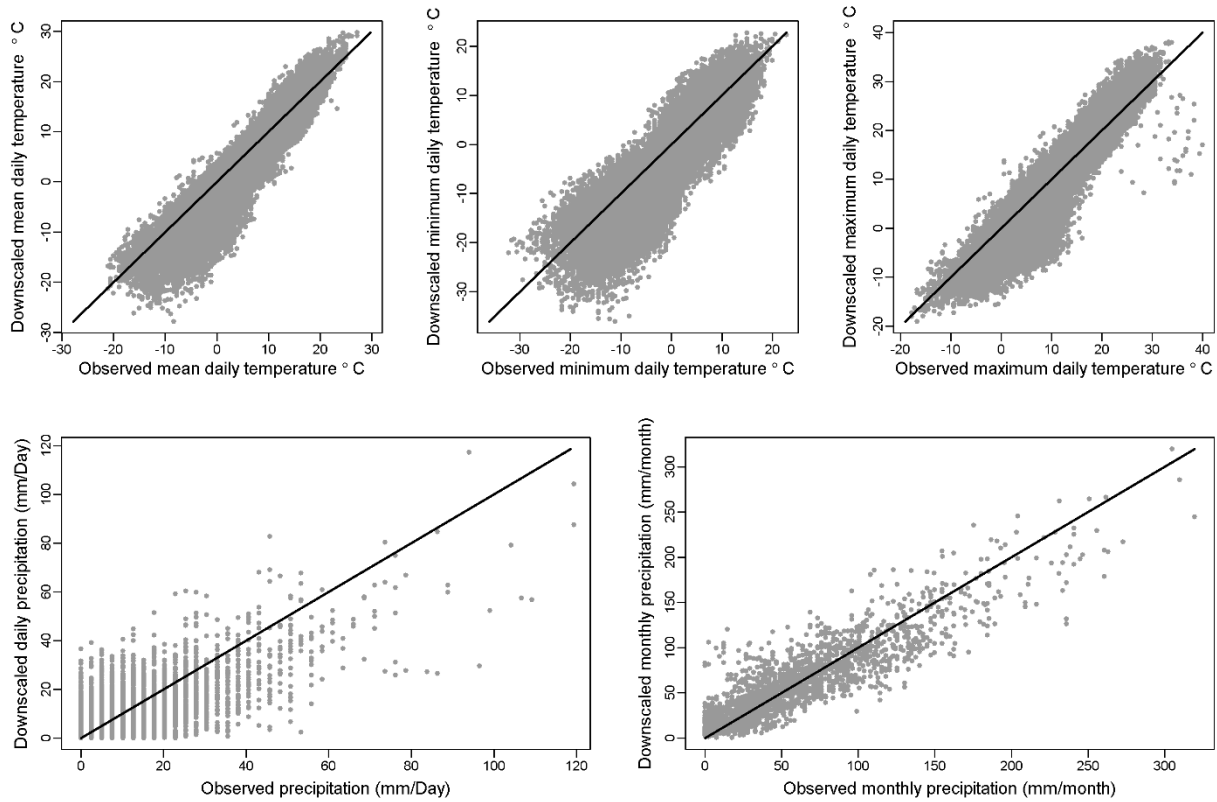 Downscaled mean daily temperature ° C
30
20
10
0
-10
-20
-30
-30 -20 -10 0 10 20 30
Observed mean daily temperature ° C
Downscaled minimum daily temperature ° C
20
10
0
-10
-20
-30
-30 -20 -10 0 10 20
Observed minimum daily temperature ° C
Downscaled maximum daily temperature ° C
40
30
20
10
0
-10
-20
-20 -10 0 10 20 30 40
Observed maximum daily temperature ° C
Downscaled daily precipitation (mm/Day)
120
100
80
60
40
20
0
0 20 40 60 80 100 120
Observed precipitation (mm/Day)
Downscaled monthly precipitation (mm/month)
300
250
200
150
100
50
0
0 50 100 150 200 250 300
Observed monthly precipitation (mm/month)